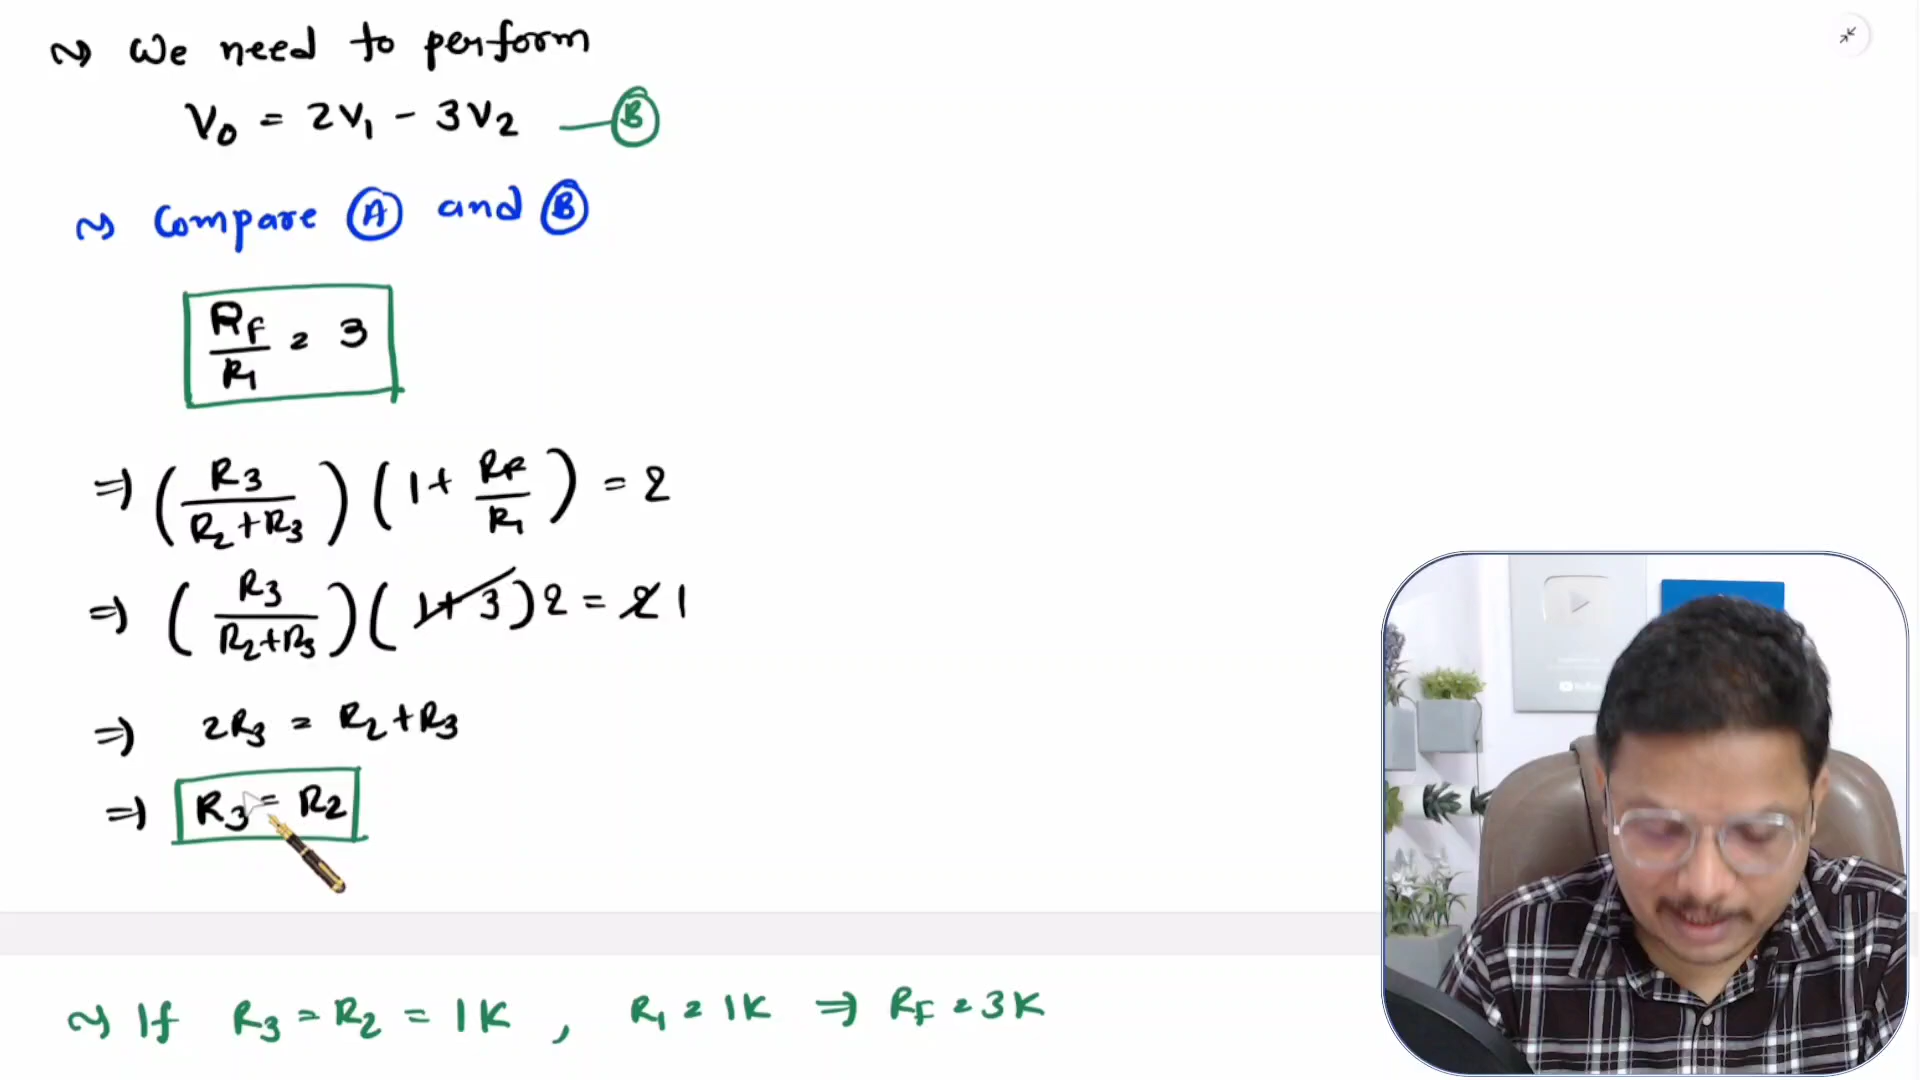 ~ We need to perform
V0 = 2V1 - 3V2 — B
~ Compare A and B
RF/R1 = 3
⇒ (R3/(R2+R3)) (1+ RF/R1) = 2
⇒ (R3/(R2+R3)) (1+3) 2 = 2 1
⇒ 2R3 = R2+R3
⇒ R3 = R2
~ If R3 = R2 = 1K , R1 = 1K ⇒ RF = 3K